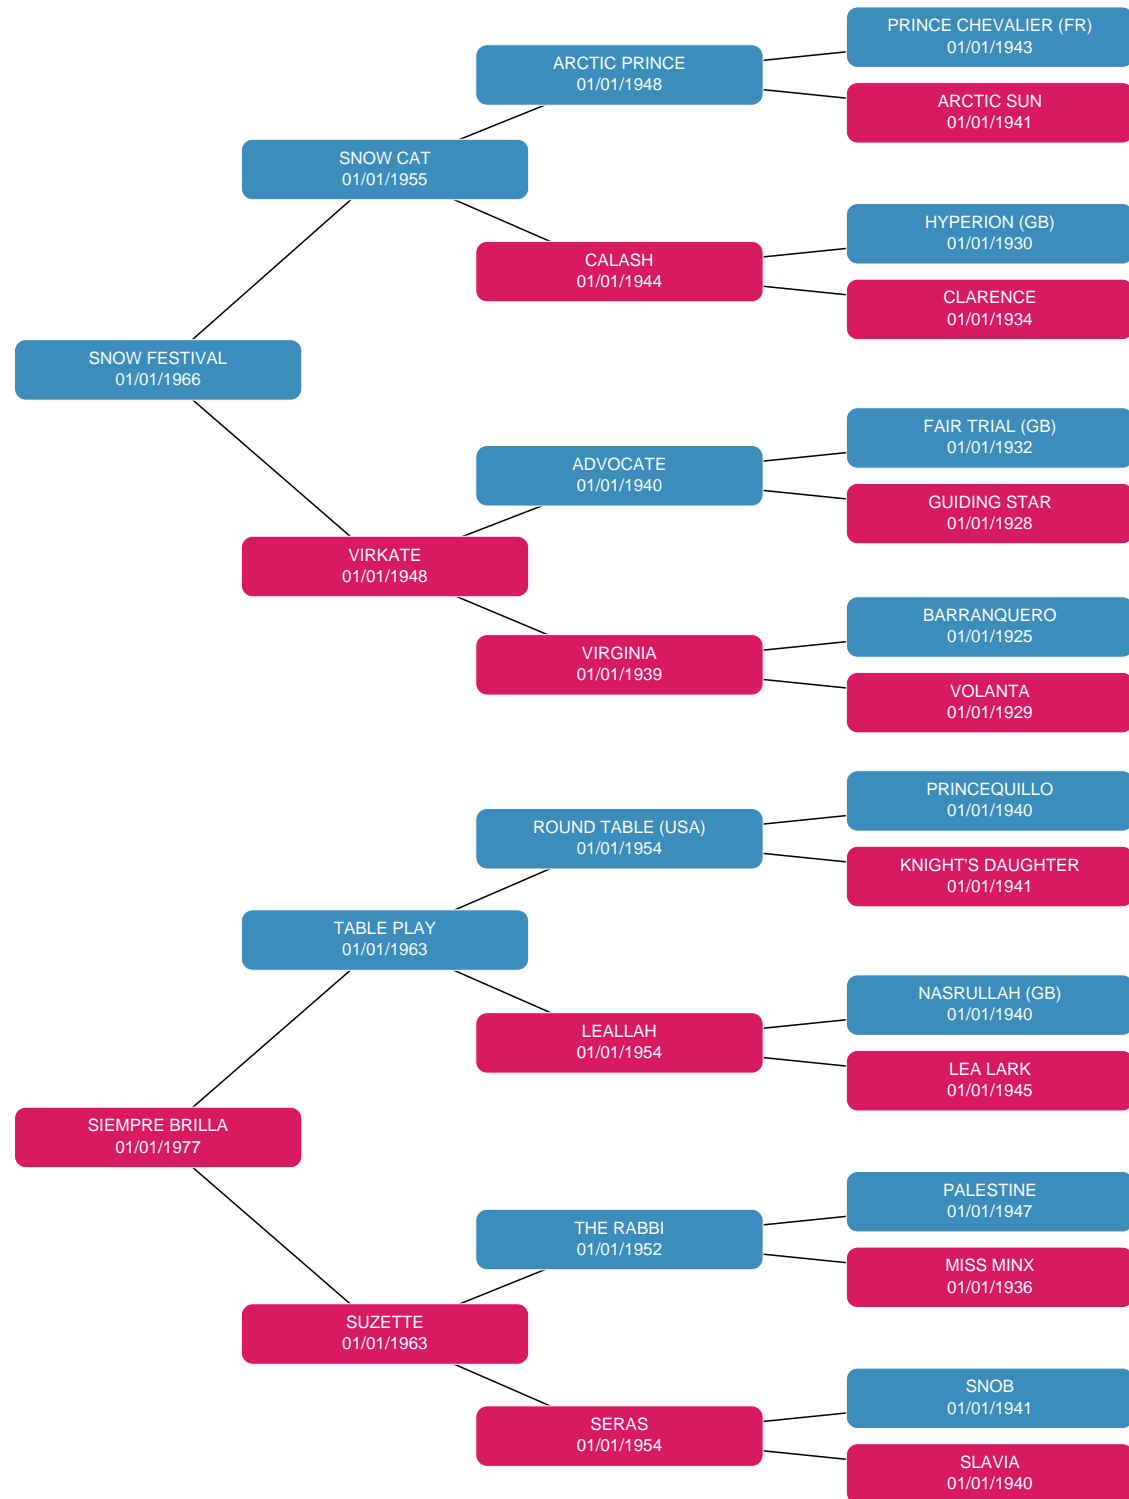 PRINCE CHEVALIER (FR)
01/01/1943
ARCTIC PRINCE
01/01/1948
ARCTIC SUN
01/01/1941
SNOW CAT
01/01/1955
HYPERION (GB)
01/01/1930
CALASH
01/01/1944
CLARENCE
01/01/1934
SNOW FESTIVAL
01/01/1966
FAIR TRIAL (GB)
01/01/1932
ADVOCATE
01/01/1940
GUIDING STAR
01/01/1928
VIRKATE
01/01/1948
BARRANQUERO
01/01/1925
VIRGINIA
01/01/1939
VOLANTA
01/01/1929
PRINCEQUILLO
01/01/1940
ROUND TABLE (USA)
01/01/1954
KNIGHT'S DAUGHTER
01/01/1941
TABLE PLAY
01/01/1963
NASRULLAH (GB)
01/01/1940
LEALLAH
01/01/1954
LEA LARK
01/01/1945
SIEMPRE BRILLA
01/01/1977
PALESTINE
01/01/1947
THE RABBI
01/01/1952
MISS MINX
01/01/1936
SUZETTE
01/01/1963
SNOB
01/01/1941
SERAS
01/01/1954
SLAVIA
01/01/1940